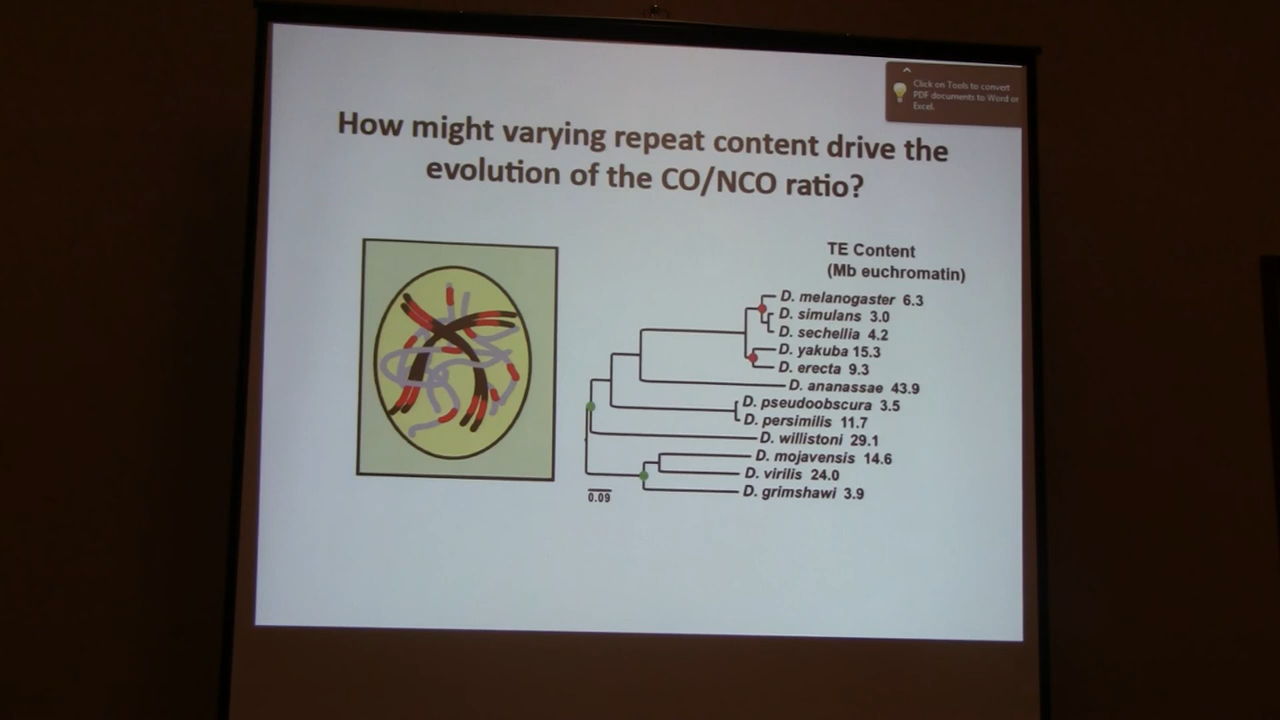 Click on Tools to convert
PDF documents to Word or
Excel.
How might varying repeat content drive the
evolution of the CO/NCO ratio?
TE Content
(Mb euchromatin)
D. melanogaster 6.3
D. simulans 3.0
D. sechellia 4.2
D. yakuba 15.3
D. erecta 9.3
D. ananassae 43.9
D. pseudoobscura 3.5
D. persimilis 11.7
D. willistoni 29.1
D. mojavensis 14.6
D. virilis 24.0
D. grimshawi 3.9
0.09